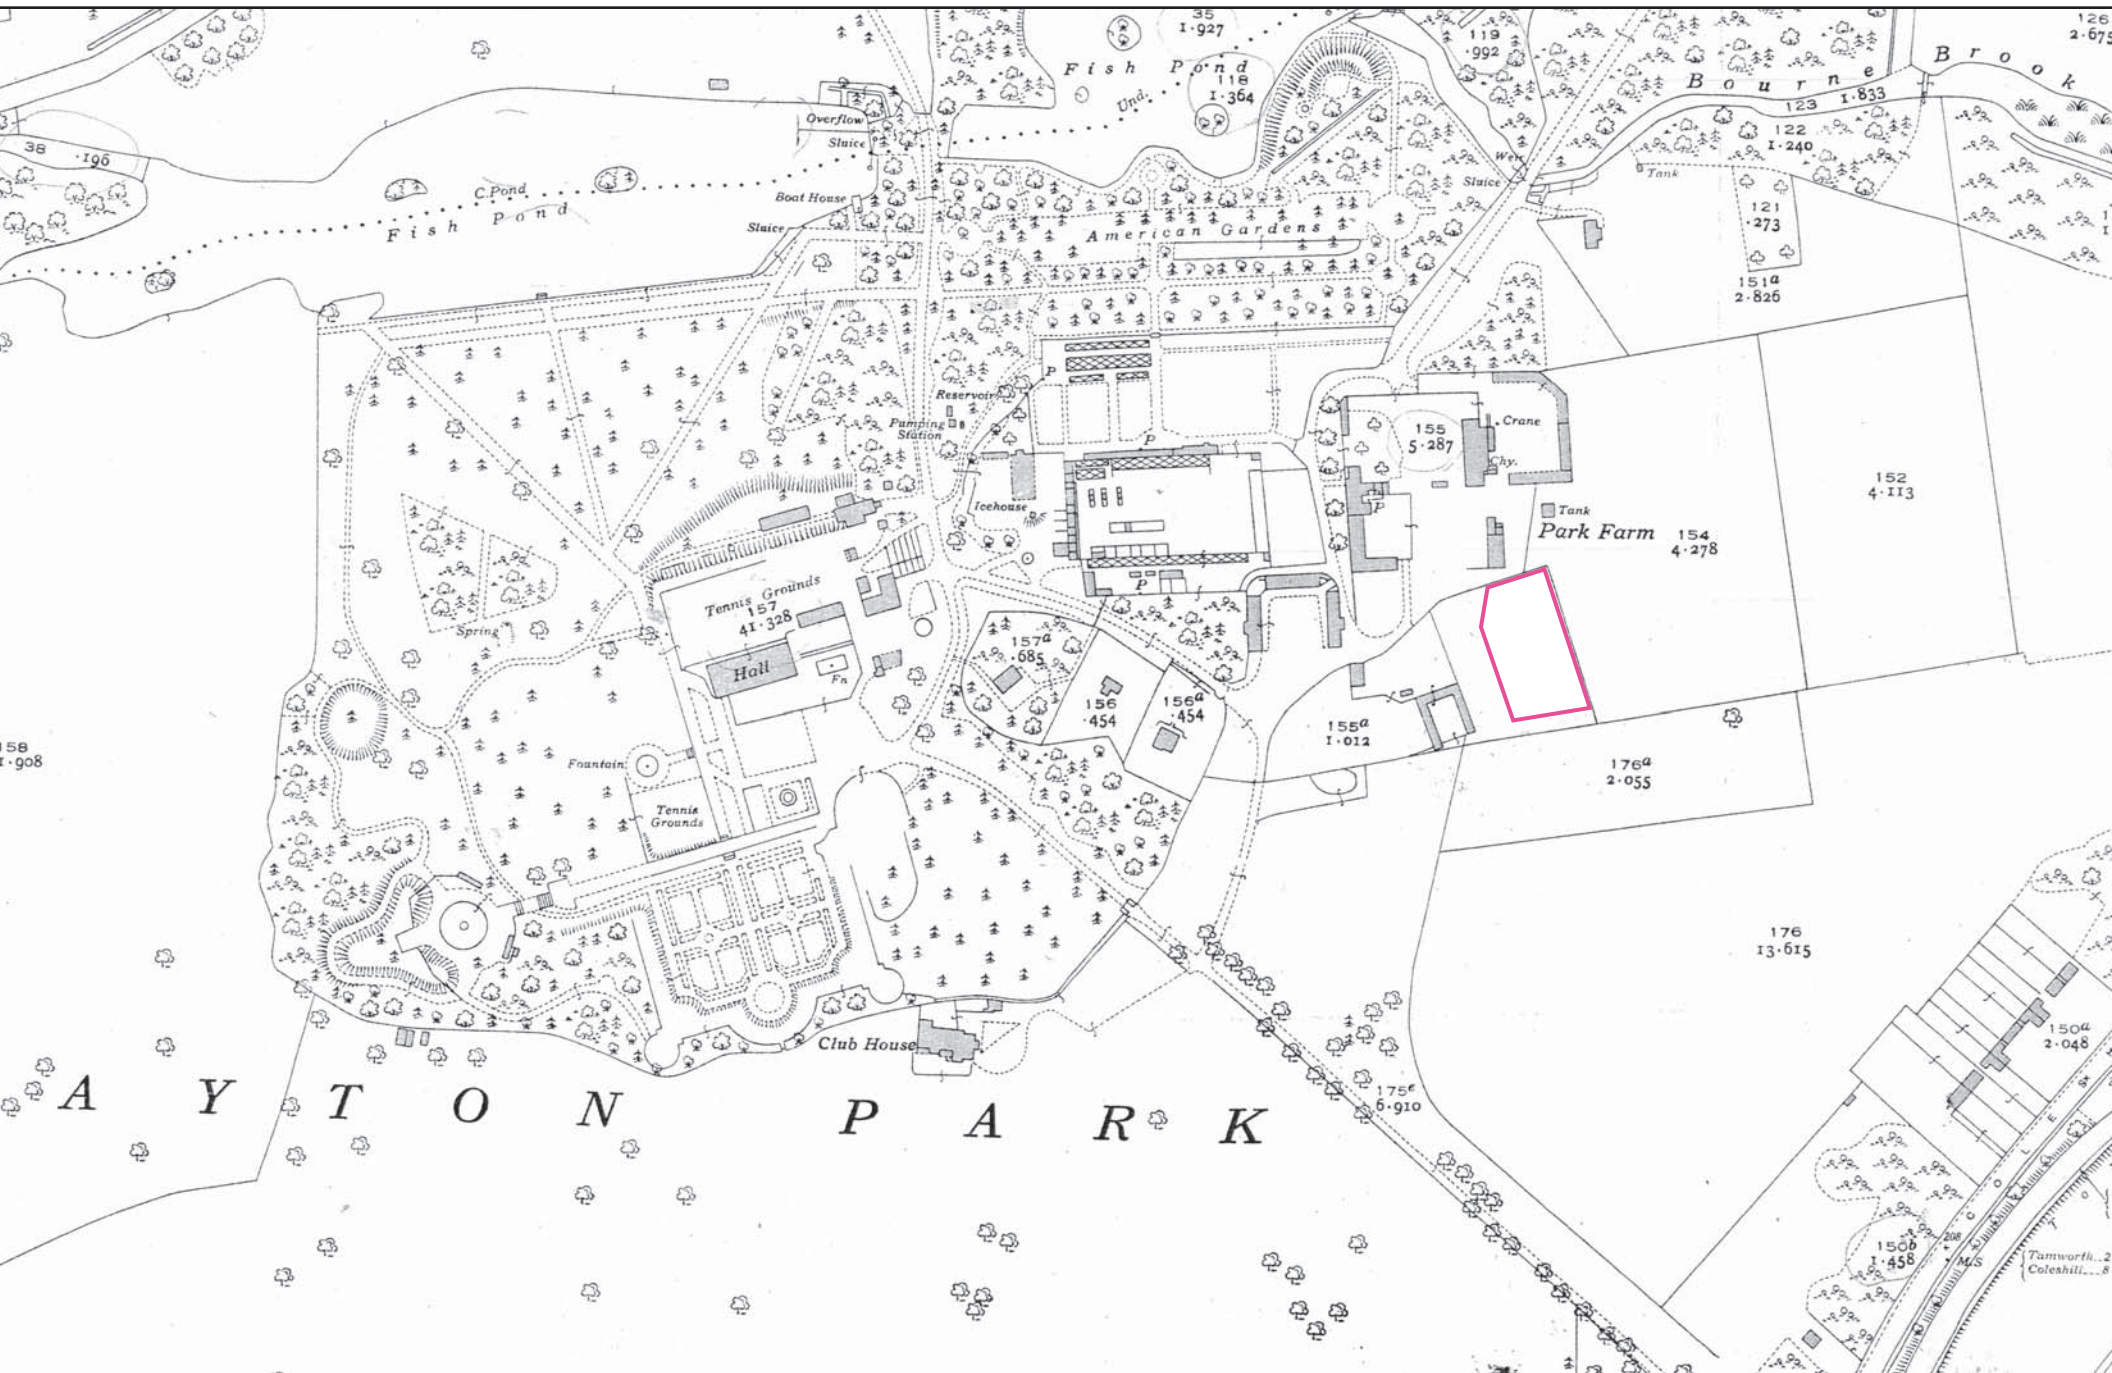 35
1·927
119
·992
126
2·675
Fish Pond
118
1·364
Und.
Bourne Brook
123 1·833
122
1·240
Overflow
Sluice
38 ·196
C. Pond
Fish Pond
Boat House
Sluice
American Gardens
Weir
Sluice
Tank
121
·273
151a
2·826
P
Reservoir
Pumping
Station
P
155
5·287
Crane
Chy.
152
4·113
Icehouse
P
Tank
Park Farm
154
4·278
Tennis Grounds
157
41·328
P
Spring
Hall
Fn
157a
·685
156
·454
156a
·454
155a
1·012
158
1·908
Fountain
176a
2·055
Tennis
Grounds
176
13·615
Club House
150a
2·048
AYTON PARK
175e
6·910
150b
1·458
208
M.S
Tamworth 2
Coleshill 8